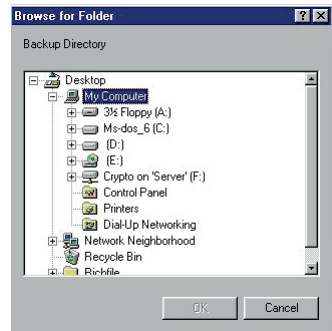 Browse for Folder
Backup Directory
Desktop
My Computer
3½ Floppy (A:)
Ms-dos_6 (C:)
(D:)
(E:)
Crypto on 'Server' (F:)
Control Panel
Printers
Dial-Up Networking
Network Neighborhood
Recycle Bin
Richfile
OK
Cancel